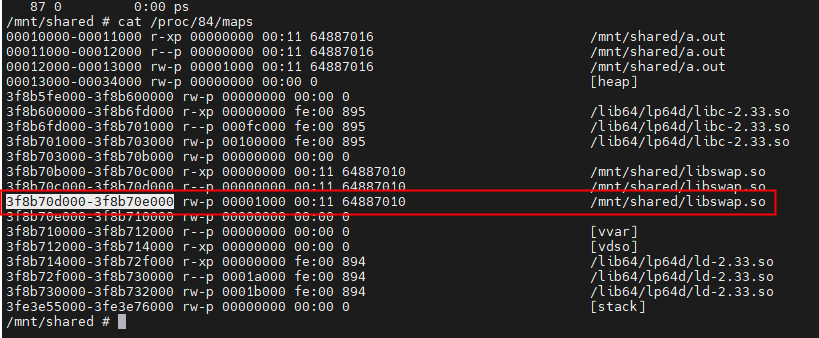 87 0 0:00 ps
/mnt/shared # cat /proc/84/maps
00010000-00011000 r-xp 00000000 00:11 64887016 /mnt/shared/a.out
00011000-00012000 r--p 00000000 00:11 64887016 /mnt/shared/a.out
00012000-00013000 rw-p 00001000 00:11 64887016 /mnt/shared/a.out
00013000-00034000 rw-p 00000000 00:00 0 [heap]
3f8b5fe000-3f8b600000 rw-p 00000000 00:00 0
3f8b600000-3f8b6fd000 r-xp 00000000 fe:00 895 /lib64/lp64d/libc-2.33.so
3f8b6fd000-3f8b701000 r--p 000fc000 fe:00 895 /lib64/lp64d/libc-2.33.so
3f8b701000-3f8b703000 rw-p 00100000 fe:00 895 /lib64/lp64d/libc-2.33.so
3f8b703000-3f8b70b000 rw-p 00000000 00:00 0
3f8b70b000-3f8b70c000 r-xp 00000000 00:11 64887010 /mnt/shared/libswap.so
3f8b70c000-3f8b70d000 r--p 00000000 00:11 64887010 /mnt/shared/libswap.so
3f8b70d000-3f8b70e000 rw-p 00001000 00:11 64887010 /mnt/shared/libswap.so
3f8b70e000-3f8b710000 rw-p 00000000 00:00 0
3f8b710000-3f8b712000 r--p 00000000 00:00 0 [vvar]
3f8b712000-3f8b714000 r-xp 00000000 00:00 0 [vdso]
3f8b714000-3f8b72f000 r-xp 00000000 fe:00 894 /lib64/lp64d/ld-2.33.so
3f8b72f000-3f8b730000 r--p 0001a000 fe:00 894 /lib64/lp64d/ld-2.33.so
3f8b730000-3f8b732000 rw-p 0001b000 fe:00 894 /lib64/lp64d/ld-2.33.so
3fe3e55000-3fe3e76000 rw-p 00000000 00:00 0 [stack]
/mnt/shared #